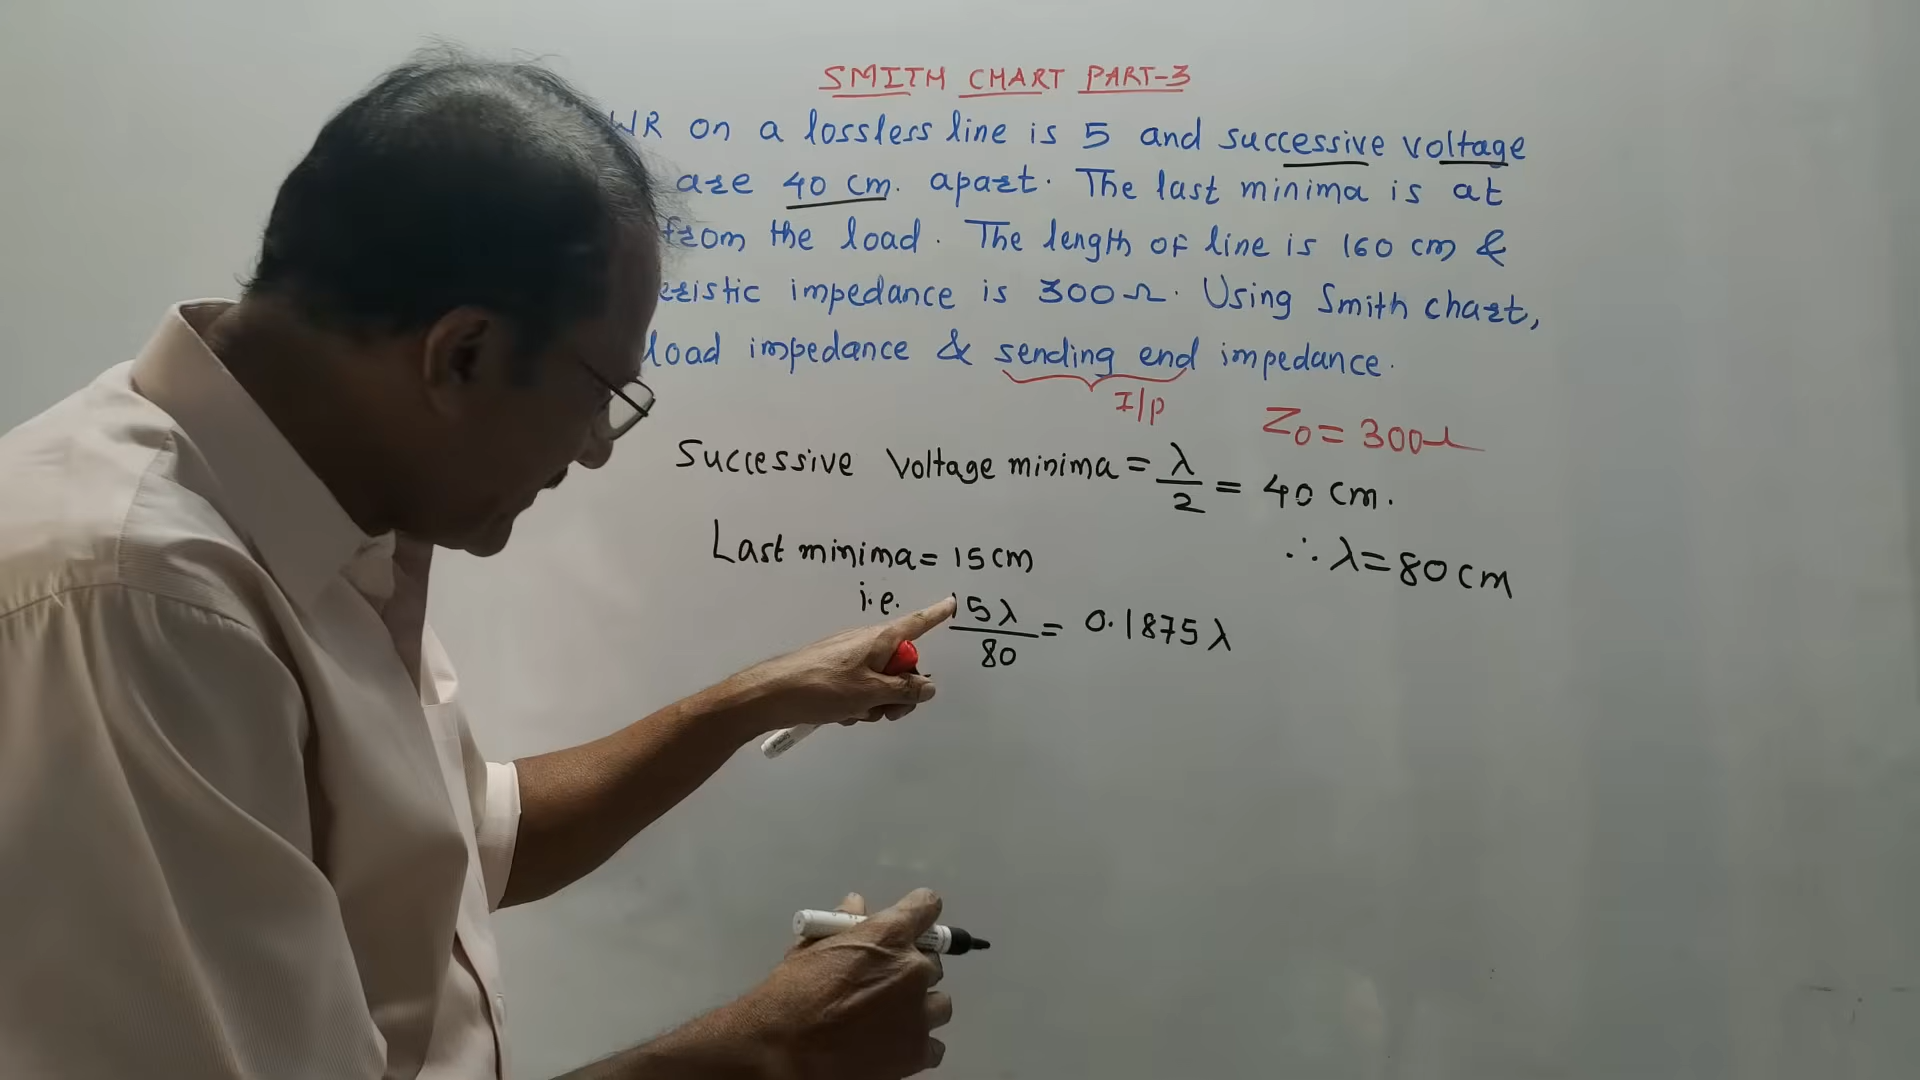 SMITH CHART PART-3
WR on a lossless line is 5 and successive voltage
are 40 cm. apart. The last minima is at
from the load. The length of line is 160 cm &
eristic impedance is 300Ω. Using Smith chart,
load impedance & sending end impedance.
I/p
Z0 = 300Ω
Successive Voltage minima = λ/2 = 40 cm.
Last minima = 15cm
∴ λ = 80 cm
i.e. 15λ/80 = 0.1875λ